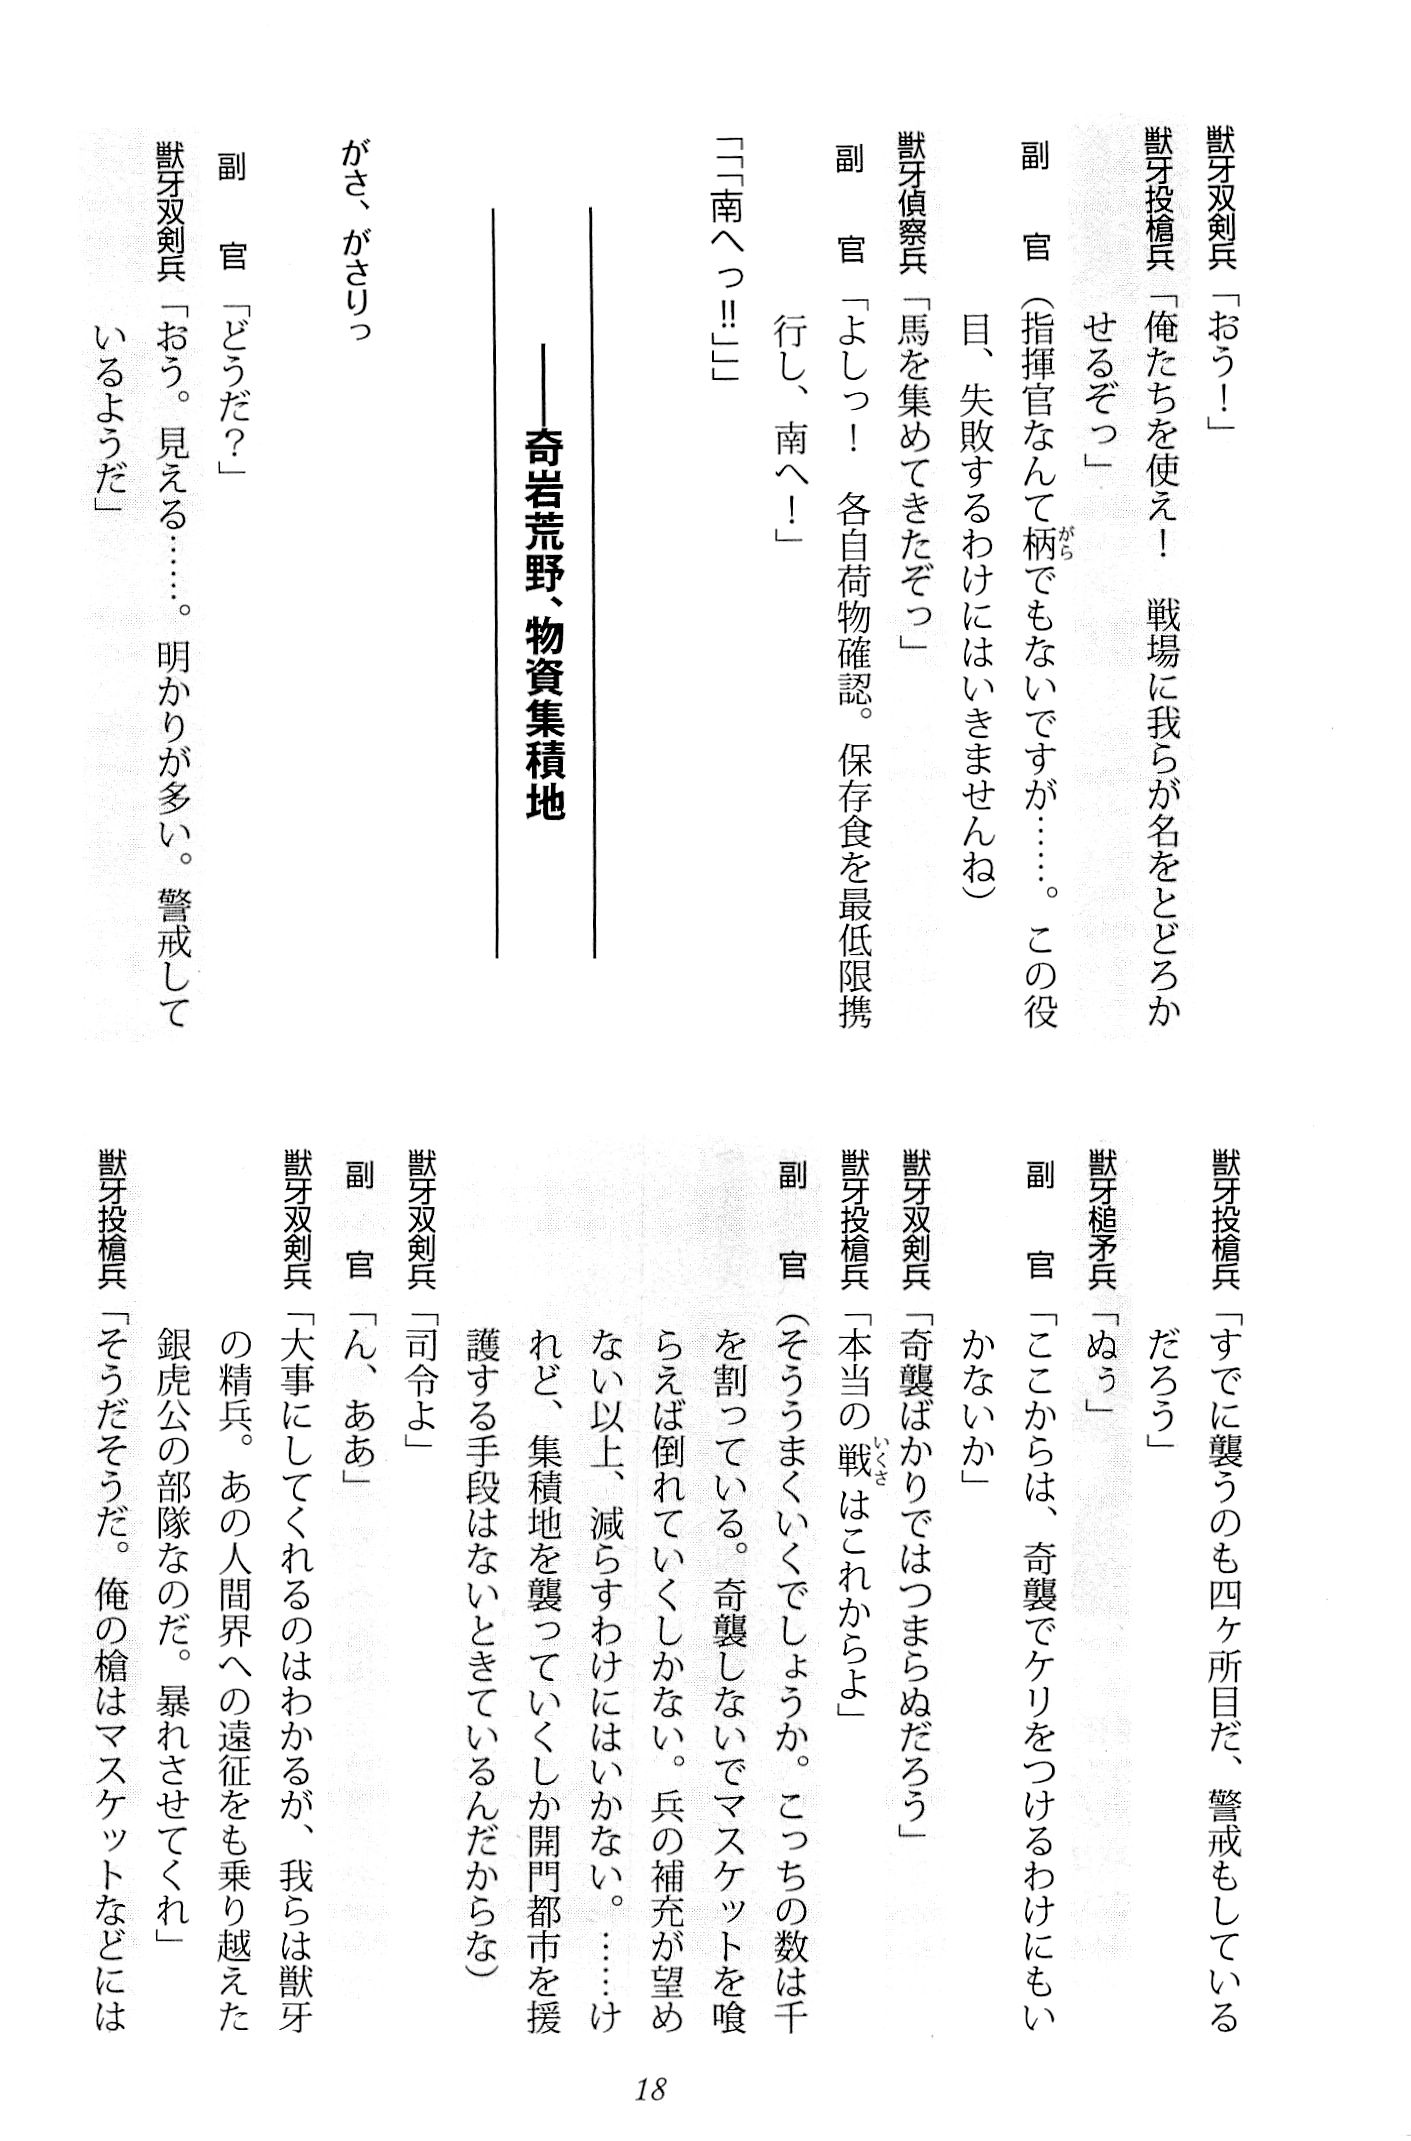 獣牙双剣兵「おう！」
獣牙投槍兵「俺たちを使え！　戦場に我らが名をとどろか
せるぞっ」
副　官（指揮官なんて柄がらでもないですが……。この役
目、失敗するわけにはいきませんね）
獣牙偵察兵「馬を集めてきたぞっ」
副　官「よしっ！　各自荷物確認。保存食を最低限携
行し、南へ！」
「「「南へっ!!」」」
――奇岩荒野、物資集積地
がさ、がさりっ
副　官「どうだ？」
獣牙双剣兵「おう。見える……。明かりが多い。警戒して
いるようだ」
獣牙投槍兵「すでに襲うのも四ヶ所目だ、警戒もしている
だろう」
獣牙槌矛兵「ぬぅ」
副　官「ここからは、奇襲でケリをつけるわけにもい
かないか」
獣牙双剣兵「奇襲ばかりではつまらぬだろう」
獣牙投槍兵「本当の戦いくさはこれからよ」
副　官（そううまくいくでしょうか。こっちの数は千
を割っている。奇襲しないでマスケットを喰
らえば倒れていくしかない。兵の補充が望め
ない以上、減らすわけにはいかない。……け
れど、集積地を襲っていくしか開門都市を援
護する手段はないときているんだからな）
獣牙双剣兵「司令よ」
副　官「ん、ああ」
獣牙双剣兵「大事にしてくれるのはわかるが、我らは獣牙
の精兵。あの人間界への遠征をも乗り越えた
銀虎公の部隊なのだ。暴れさせてくれ」
獣牙投槍兵「そうだそうだ。俺の槍はマスケットなどには
18